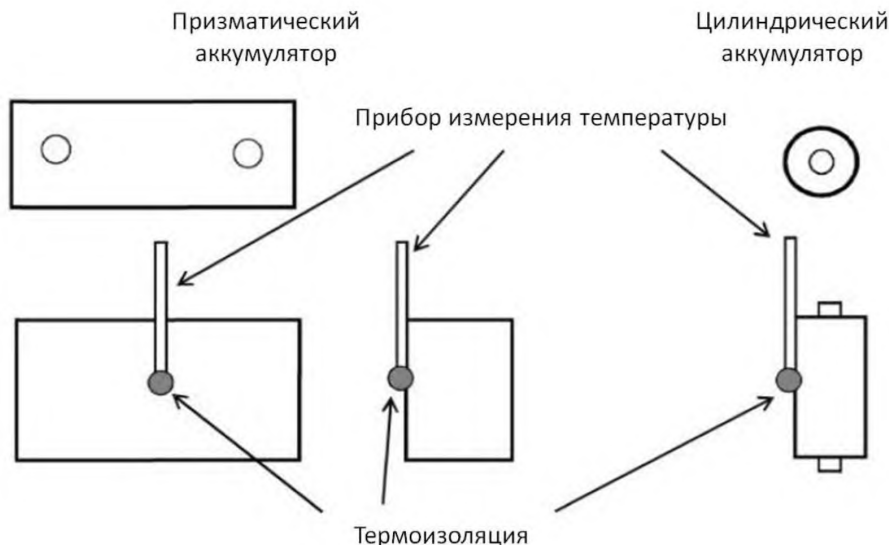 Призматический
аккумулятор
Цилиндрический
аккумулятор
Прибор измерения температуры
Термоизоляция